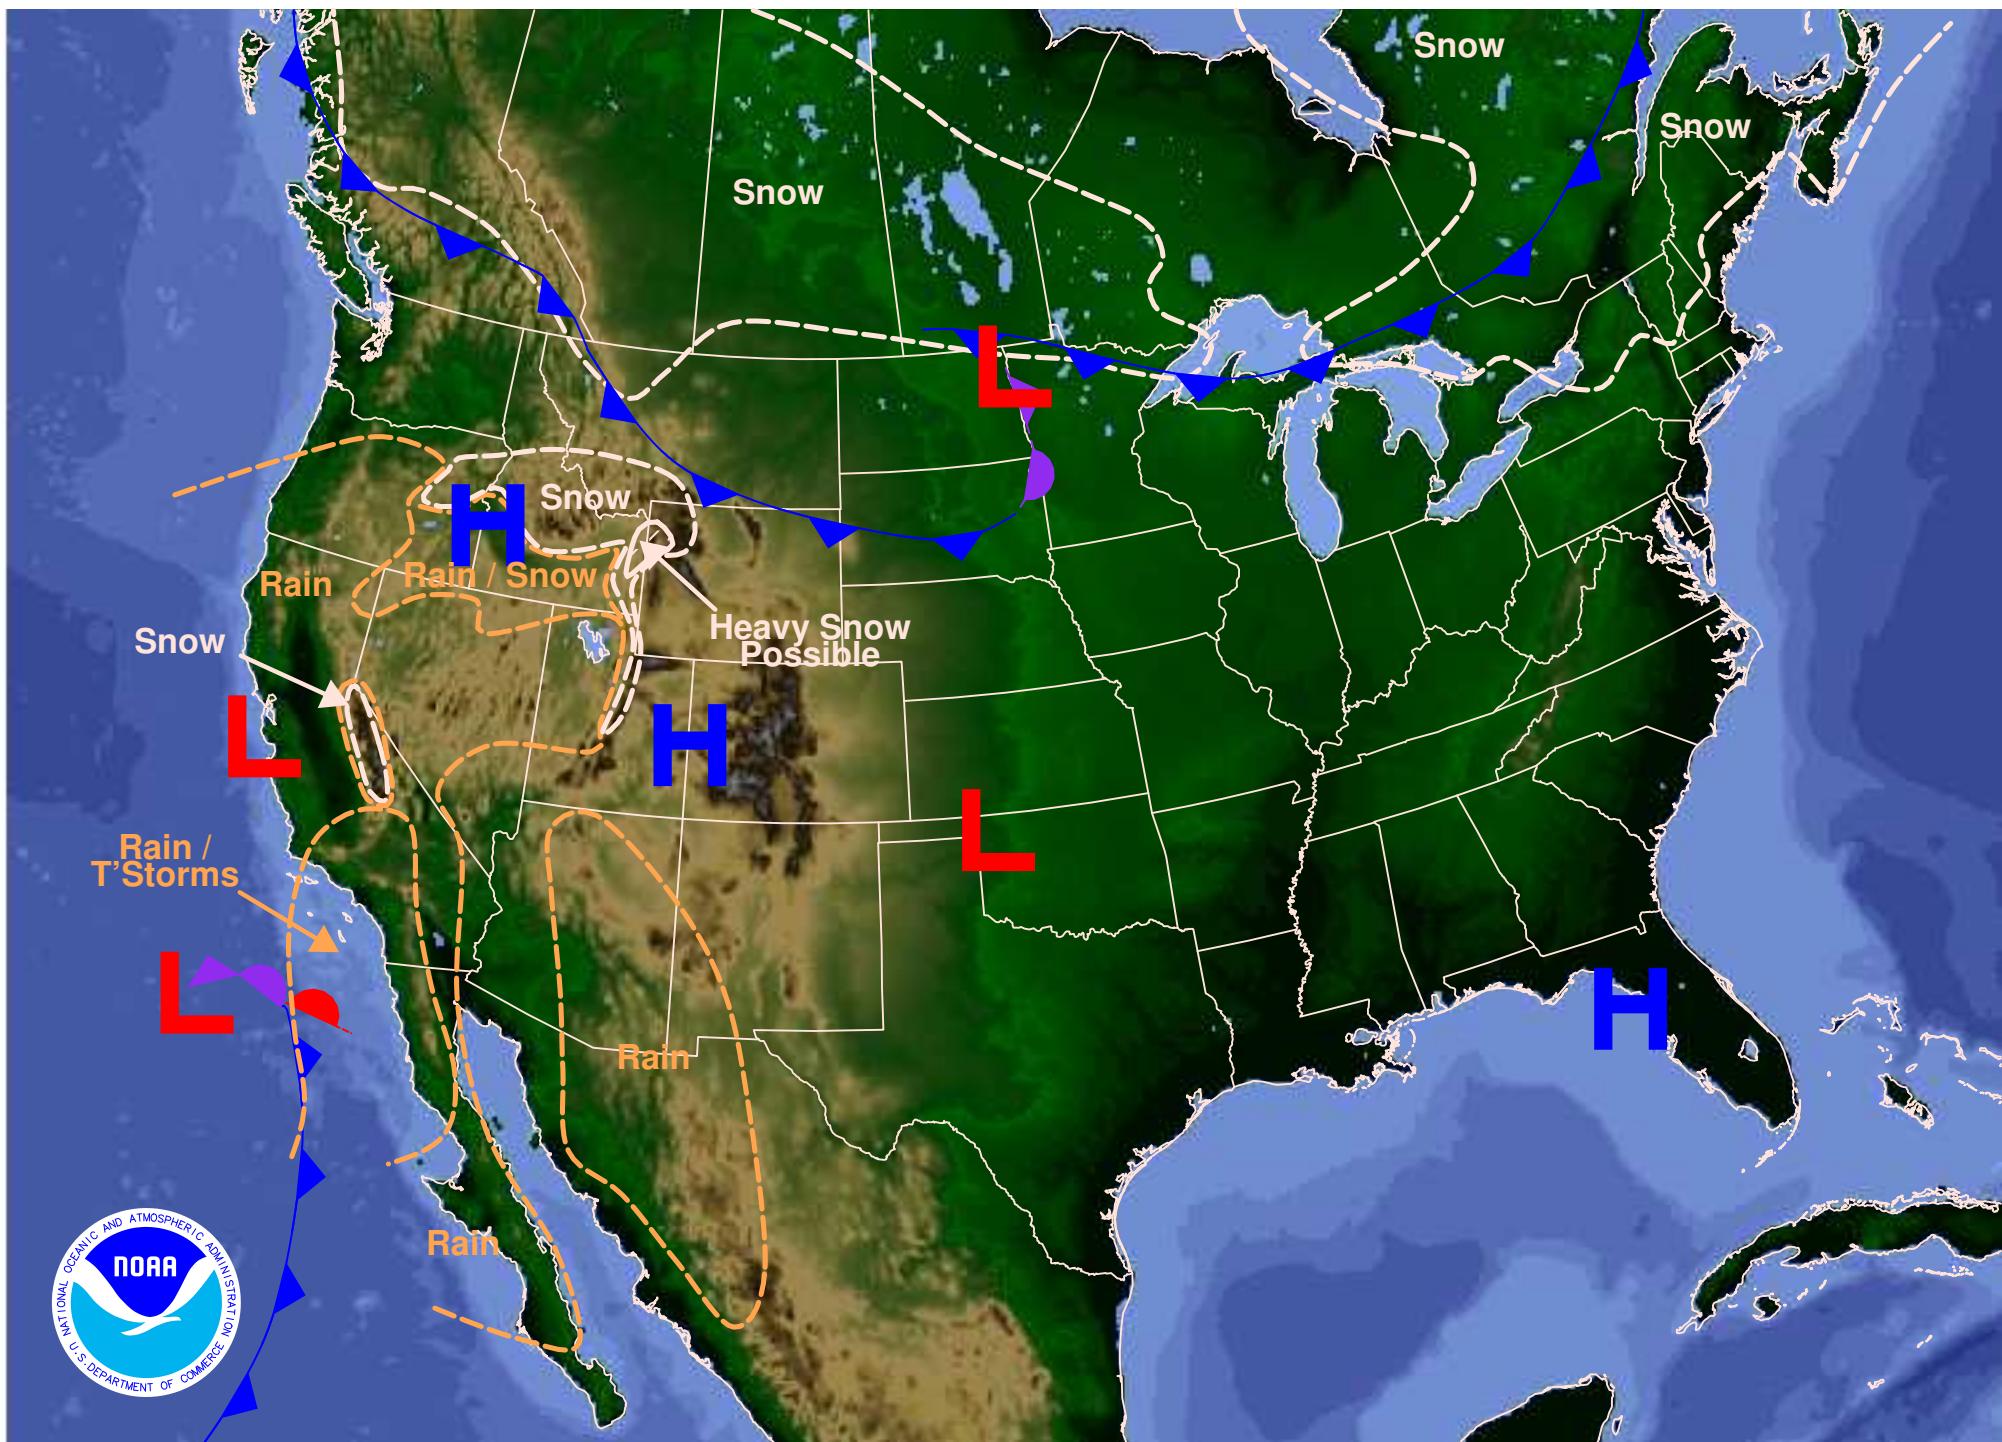 Snow
Snow
Snow
L
Snow
H
Rain
Rain / Snow
Heavy Snow
Possible
Snow
L
H
L
Rain /
T'Storms
L
H
Rain
Rain
NATIONAL OCEANIC AND ATMOSPHERIC ADMINISTRATION
NOAA
U.S. DEPARTMENT OF COMMERCE